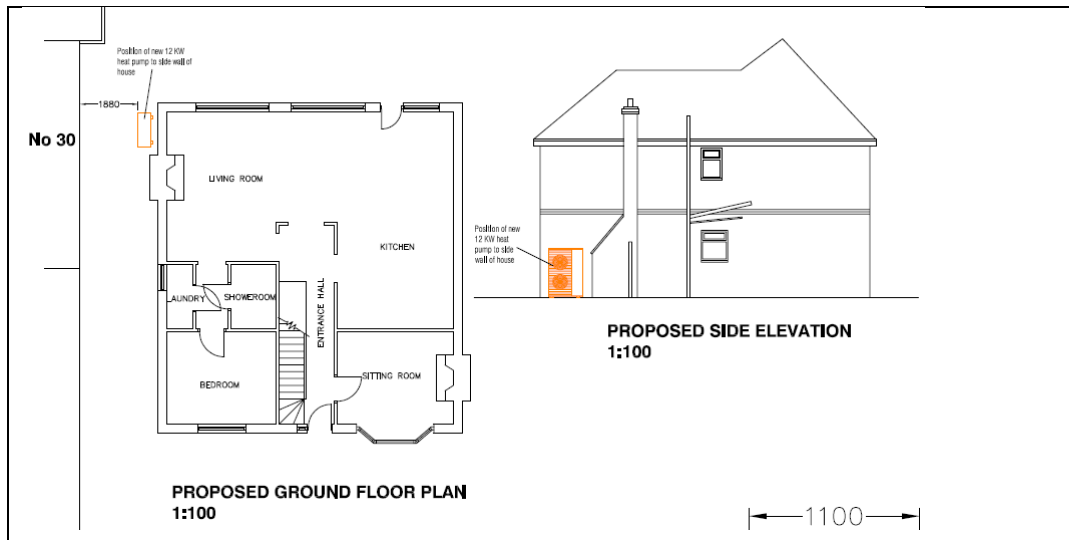 Position of new 12 KW
heat pump to side wall of
house
1880
No 30
LIVING ROOM
KITCHEN
LAUNDRY
SHOWEROOM
ENTRANCE HALL
BEDROOM
SITTING ROOM
PROPOSED GROUND FLOOR PLAN
1:100
Position of new
12 KW heat
pump to side
wall of house
PROPOSED SIDE ELEVATION
1:100
1100